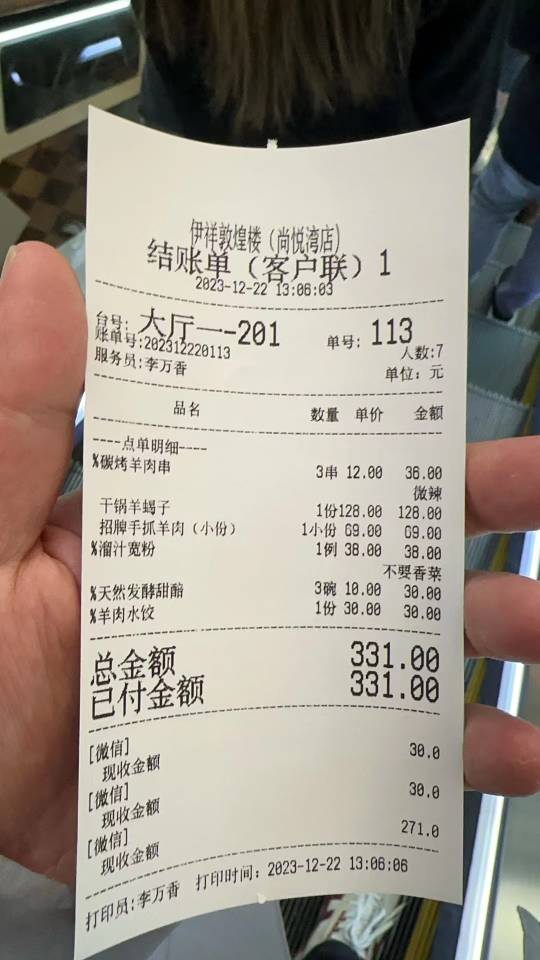 伊祥敦煌楼（尚悦湾店）
结账单（客户联）1
2023-12-22 13:06:03
台号: 大厅一-201 单号: 113
账单号:202312220113 人数:7
服务员:李万香 单位: 元
品名 数量 单价 金额
----点单明细----
%碳烤羊肉串 3串 12.00 36.00
微辣
干锅羊蝎子 1份128.00 128.00
招牌手抓羊肉（小份） 1小份 69.00 69.00
%溜汁宽粉 1例 38.00 38.00
不要香菜
%天然发酵甜醅 3碗 10.00 30.00
%羊肉水饺 1份 30.00 30.00
总金额 331.00
已付金额 331.00
[微信] 30.0
现收金额
[微信] 30.0
现收金额
[微信] 271.0
现收金额
打印员:李万香 打印时间: 2023-12-22 13:06:06